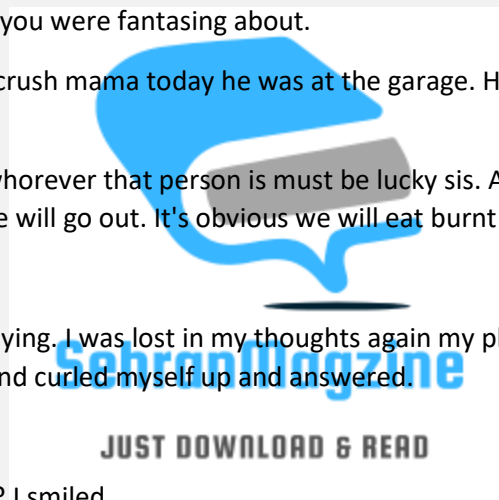 you were fantasing about.
crush mama today he was at the garage. H
whorever that person is must be lucky sis. A
e will go out. It's obvious we will eat burnt
ying. I was lost in my thoughts again my p
SohranMagzine
nd curled myself up and answered.
JUST DOWNLOAD & READ
? I smiled